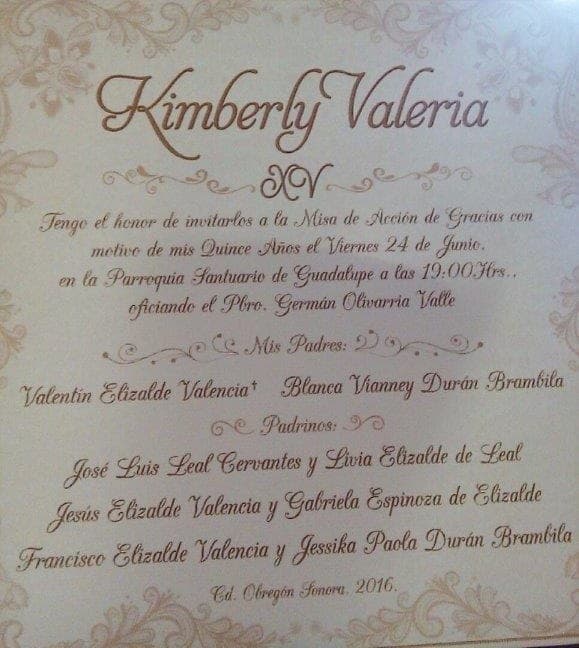 Kimberly Valeria
XV
Tengo el honor de invitarlos a la Misa de Acción de Gracias con
motivo de mis Quince Años el Viernes 24 de Junio,
en la Parroquia Santuario de Guadalupe a las 19:00Hrs.,
oficiando el Pbro. Germán Olivarria Valle
Mis Padres:
Valentín Elizalde Valencia† Blanca Vianney Durán Brambila
Padrinos:
José Luis Leal Cervantes y Livia Elizalde de Leal
Jesús Elizalde Valencia y Gabriela Espinoza de Elizalde
Francisco Elizalde Valencia y Jessika Paola Durán Brambila
Cd. Obregón Sonora, 2016.